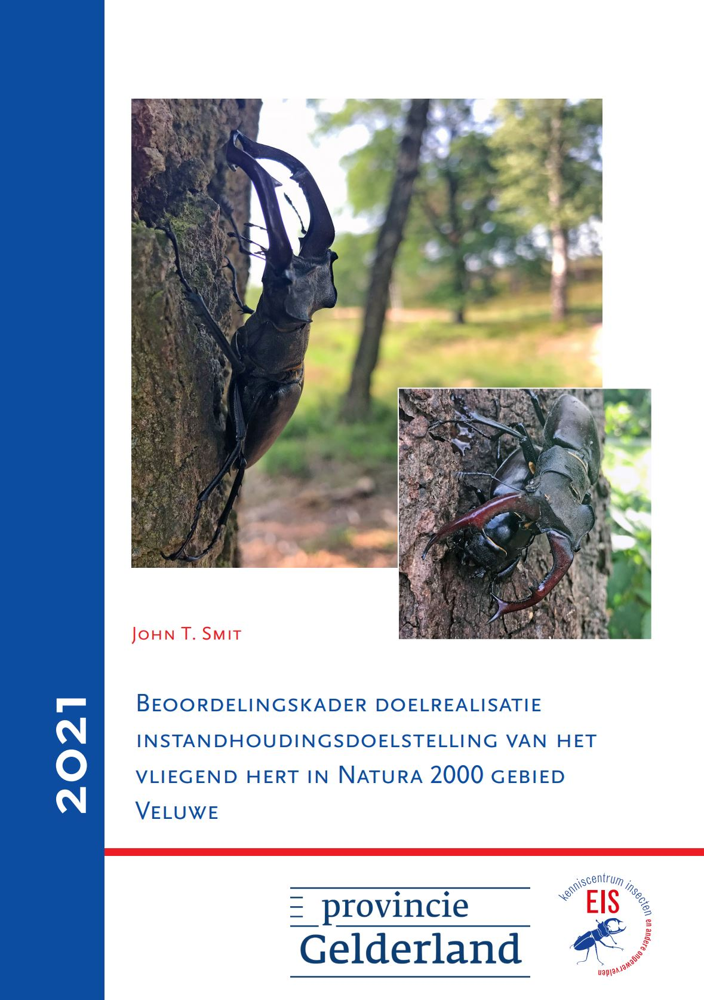 John T. Smit
2021
Beoordelingskader doelrealisatie
instandhoudingsdoelstelling van het
vliegend hert in Natura 2000 gebied
Veluwe
provincie
Gelderland
kenniscentrum insecten en andere ongewervelden
EIS